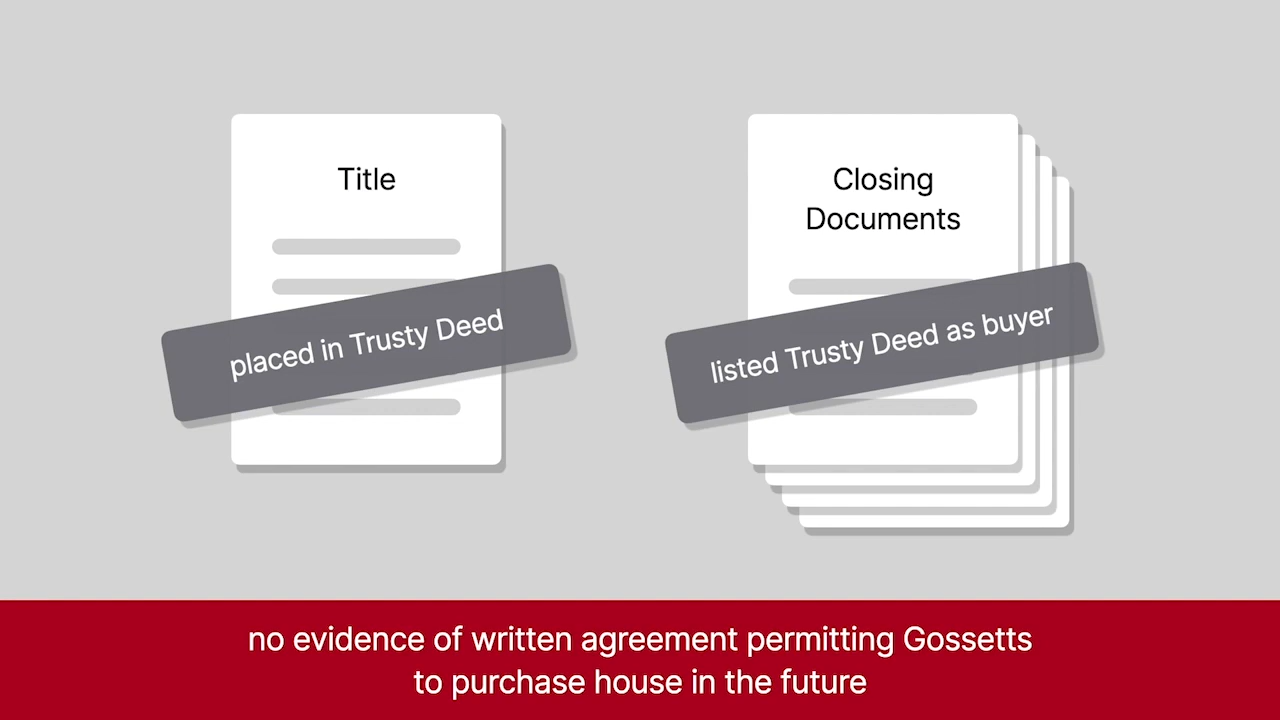 Title
placed in Trusty Deed
Closing
Documents
listed Trusty Deed as buyer
no evidence of written agreement permitting Gossetts
to purchase house in the future